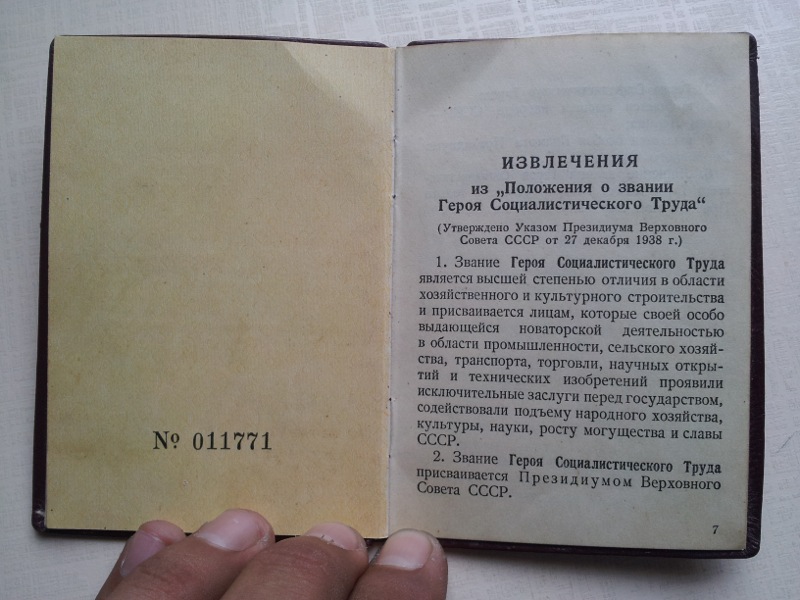 № 011771
ИЗВЛЕЧЕНИЯ
из „Положения о звании
Героя Социалистического Труда“
(Утверждено Указом Президиума Верховного
Совета СССР от 27 декабря 1938 г.)
1. Звание Героя Социалистического Труда
является высшей степенью отличия в области
хозяйственного и культурного строительства
и присваивается лицам, которые своей особо
выдающейся новаторской деятельностью
в области промышленности, сельского хозяй-
ства, транспорта, торговли, научных откры-
тий и технических изобретений проявили
исключительные заслуги перед государством,
содействовали подъему народного хозяйства,
культуры, науки, росту могущества и славы
СССР.
2. Звание Героя Социалистического Труда
присваивается Президиумом Верховного
Совета СССР.
7